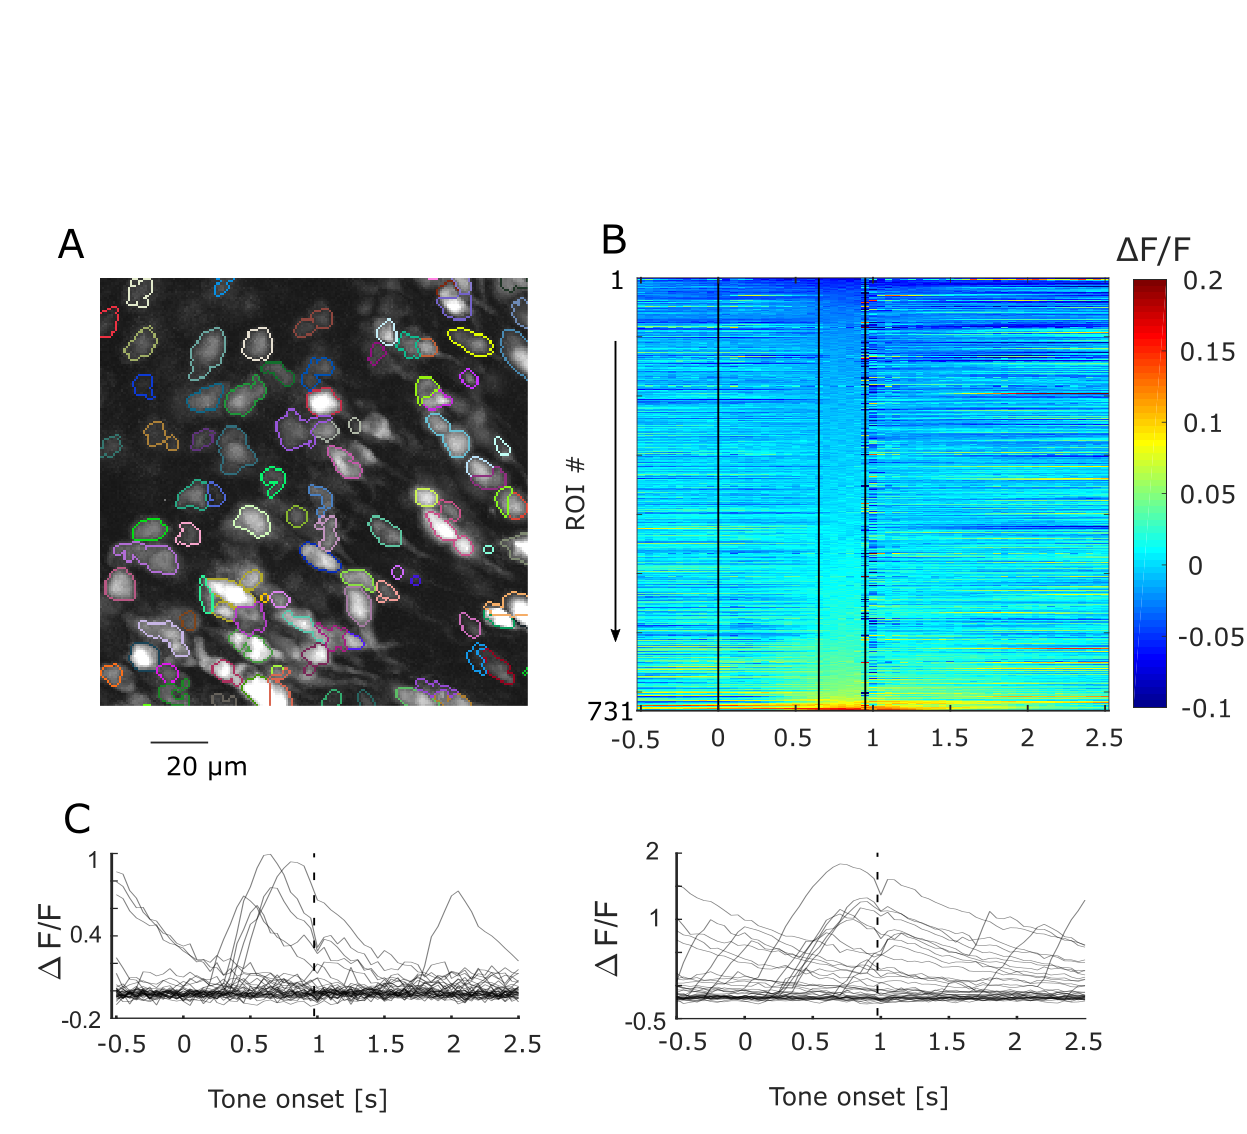 A
B
ΔF/F
1
ROI #
731
-0.5 0 0.5 1 1.5 2 2.5
0.2
0.15
0.1
0.05
0
-0.05
-0.1
20 µm
C
Δ F/F
1
0.4
-0.2
-0.5 0 0.5 1 1.5 2 2.5
Tone onset [s]
Δ F/F
2
1
-0.5
-0.5 0 0.5 1 1.5 2 2.5
Tone onset [s]